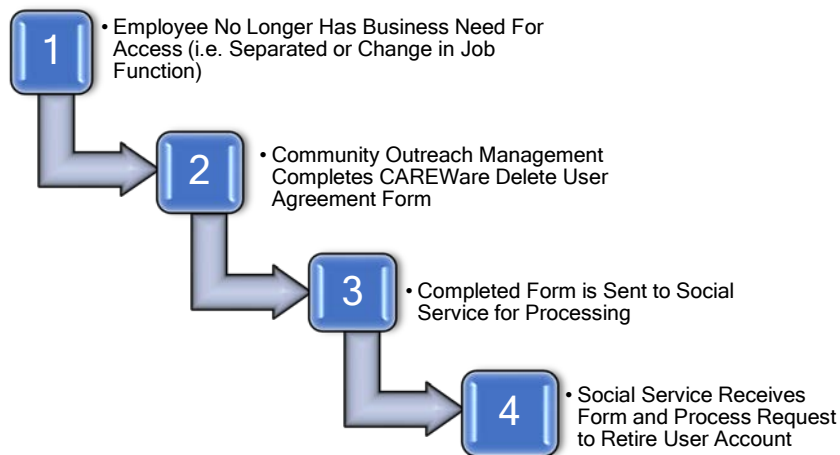 1
• Employee No Longer Has Business Need For
Access (i.e. Separated or Change in Job
Function)
2
• Community Outreach Management
Completes CAREWare Delete User
Agreement Form
3
• Completed Form is Sent to Social
Service for Processing
4
• Social Service Receives
Form and Process Request
to Retire User Account